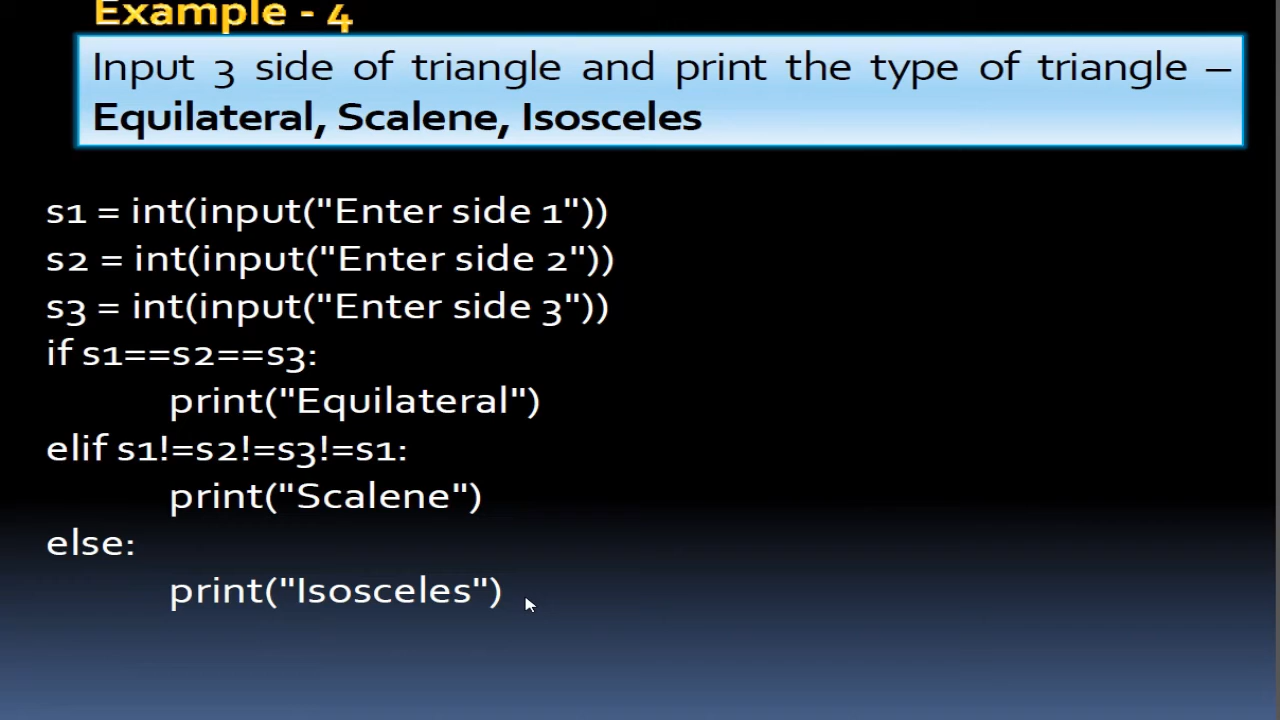 Example - 4
Input 3 side of triangle and print the type of triangle –
Equilateral, Scalene, Isosceles
s1 = int(input("Enter side 1"))
s2 = int(input("Enter side 2"))
s3 = int(input("Enter side 3"))
if s1==s2==s3:
print("Equilateral")
elif s1!=s2!=s3!=s1:
print("Scalene")
else:
print("Isosceles")